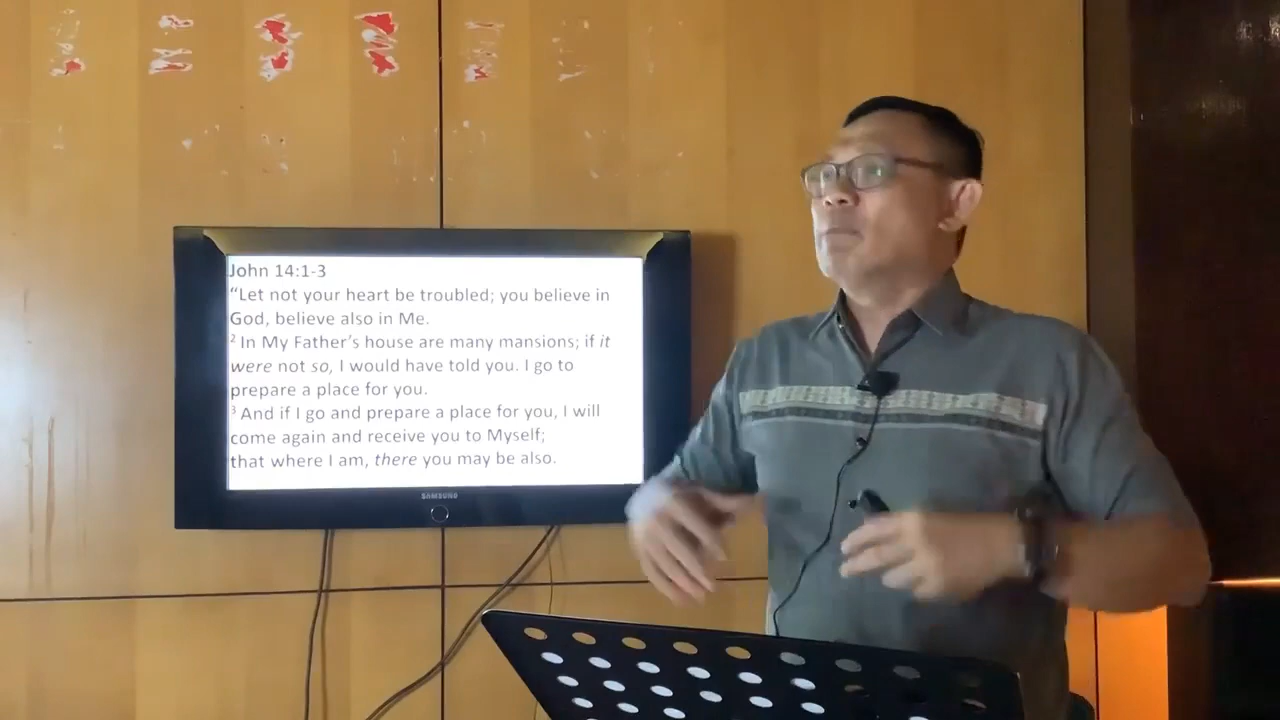 John 14:1-3
“Let not your heart be troubled; you believe in
God, believe also in Me.
2 In My Father’s house are many mansions; if it
were not so, I would have told you. I go to
prepare a place for you.
3 And if I go and prepare a place for you, I will
come again and receive you to Myself;
that where I am, there you may be also.
SAMSUNG